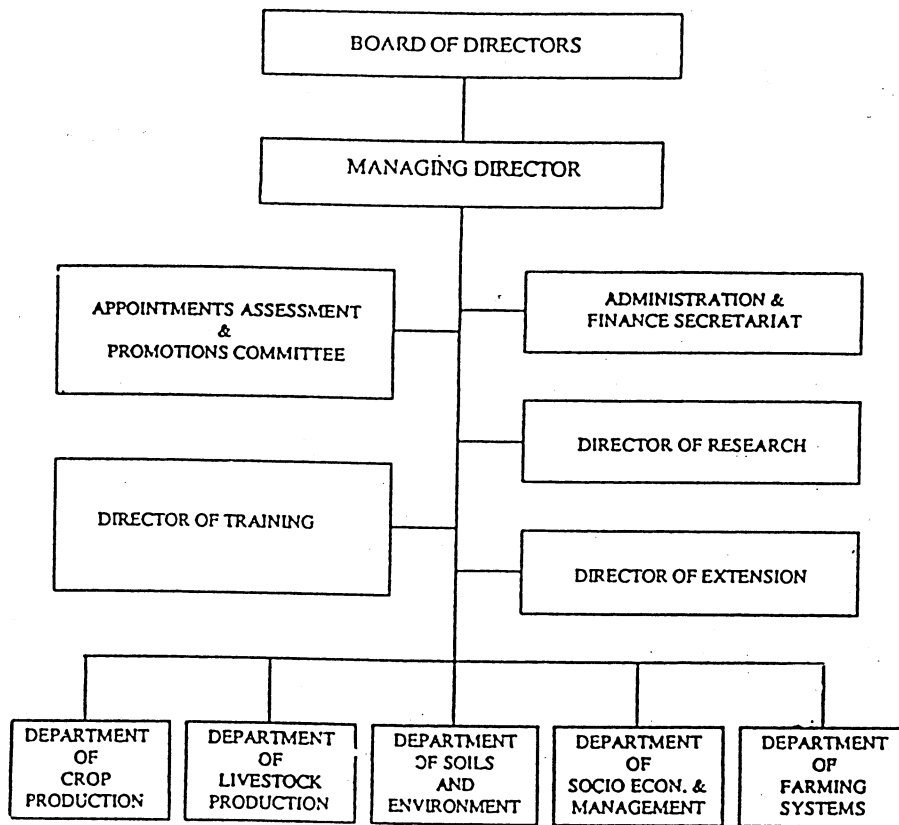 BOARD OF DIRECTORS
MANAGING DIRECTOR
APPOINTMENTS ASSESSMENT
&
PROMOTIONS COMMITTEE
ADMINISTRATION &
FINANCE SECRETARIAT
DIRECTOR OF RESEARCH
DIRECTOR OF TRAINING
DIRECTOR OF EXTENSION
DEPARTMENT
OF
CROP
PRODUCTION
DEPARTMENT
OF
LIVESTOCK
PRODUCTION
DEPARTMENT
OF SOILS
AND
ENVIRONMENT
DEPARTMENT
OF
SOCIO ECON. &
MANAGEMENT
DEPARTMENT
OF
FARMING
SYSTEMS